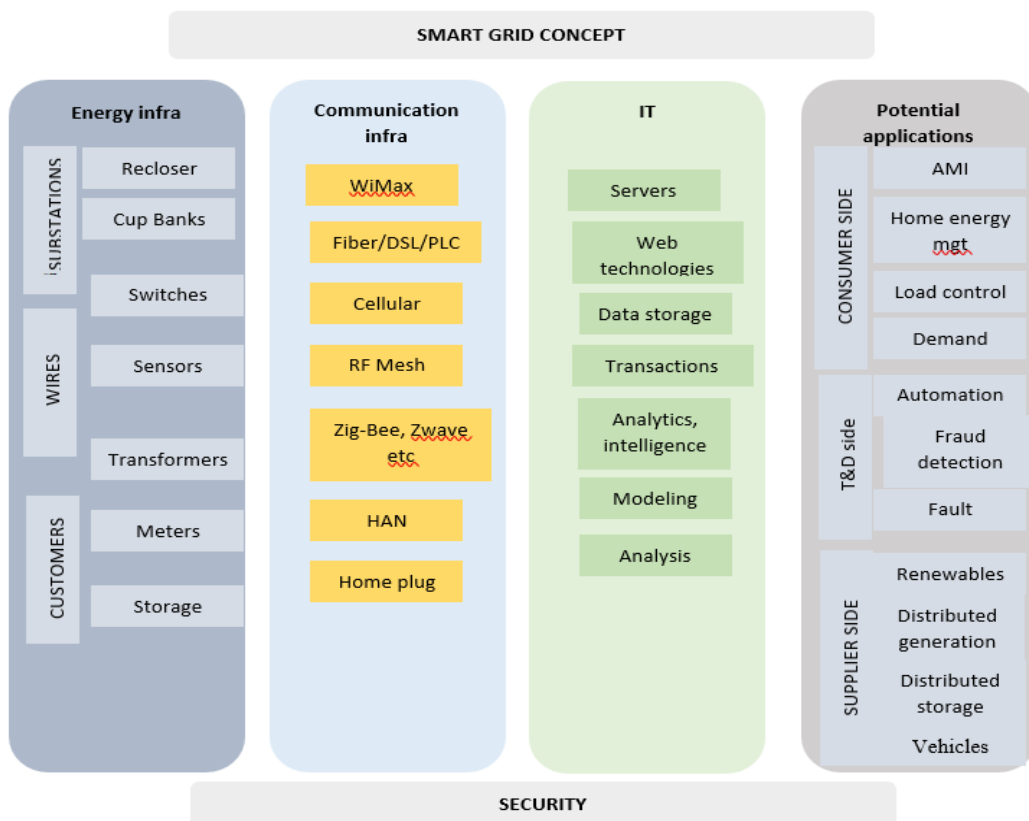 SMART GRID CONCEPT
Energy infra
SUBSTATIONS
Recloser
Cup Banks
Switches
WIRES
Sensors
Transformers
CUSTOMERS
Meters
Storage
Communication
infra
WiMax
Fiber/DSL/PLC
Cellular
RF Mesh
Zig-Bee, Zwave
etc
HAN
Home plug
IT
Servers
Web
technologies
Data storage
Transactions
Analytics,
intelligence
Modeling
Analysis
Potential
applications
CONSUMER SIDE
AMI
Home energy
mgt
Load control
Demand
T&D side
Automation
Fraud
detection
Fault
SUPPLIER SIDE
Renewables
Distributed
generation
Distributed
storage
Vehicles
SECURITY